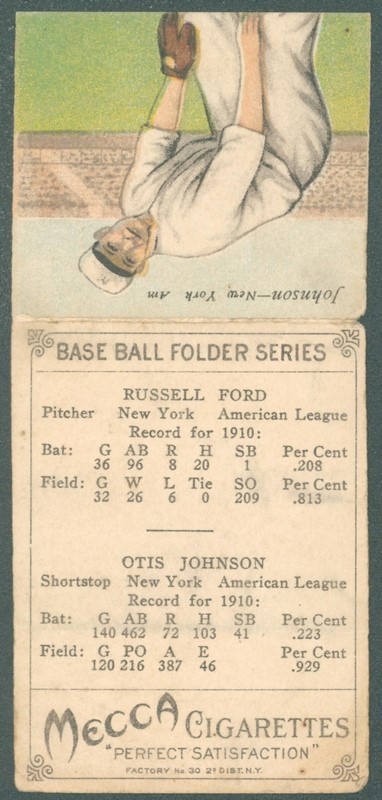 Johnson—New York Am
BASE BALL FOLDER SERIES
RUSSELL FORD
Pitcher New York American League
Record for 1910:
Bat: G AB R H SB Per Cent
36 96 8 20 1 .208
Field: G W L Tie SO Per Cent
32 26 6 0 209 .813
OTIS JOHNSON
Shortstop New York American League
Record for 1910:
Bat: G AB R H SB Per Cent
140 462 72 103 41 .223
Field: G PO A E Per Cent
120 216 387 46 .929
MECCA CIGARETTES
"PERFECT SATISFACTION"
FACTORY No. 30 2D DIST. N.Y.